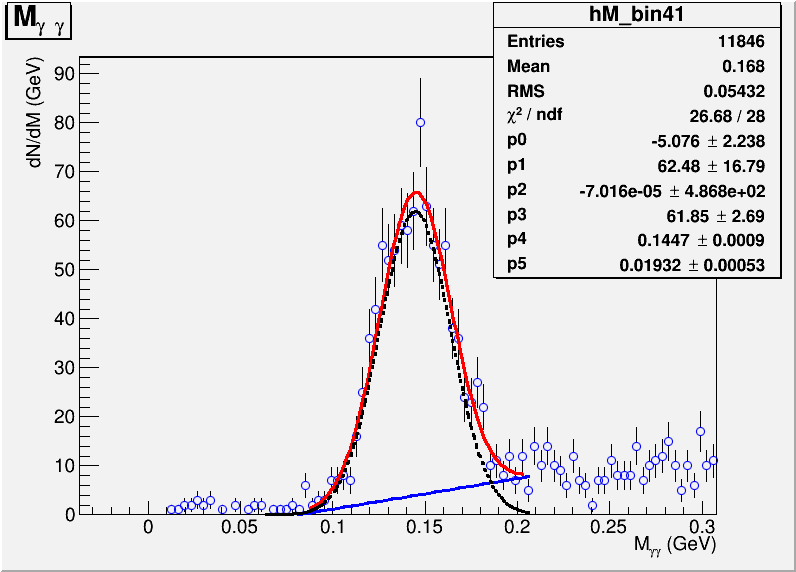 M γ γ
hM_bin41
Entries 11846
Mean 0.168
RMS 0.05432
χ² / ndf 26.68 / 28
p0 -5.076 ± 2.238
p1 62.48 ± 16.79
p2 -7.016e-05 ± 4.868e+02
p3 61.85 ± 2.69
p4 0.1447 ± 0.0009
p5 0.01932 ± 0.00053
dN/dM (GeV)
90
80
70
60
50
40
30
20
10
0
0 0.05 0.1 0.15 0.2 0.25 0.3
M γγ (GeV)